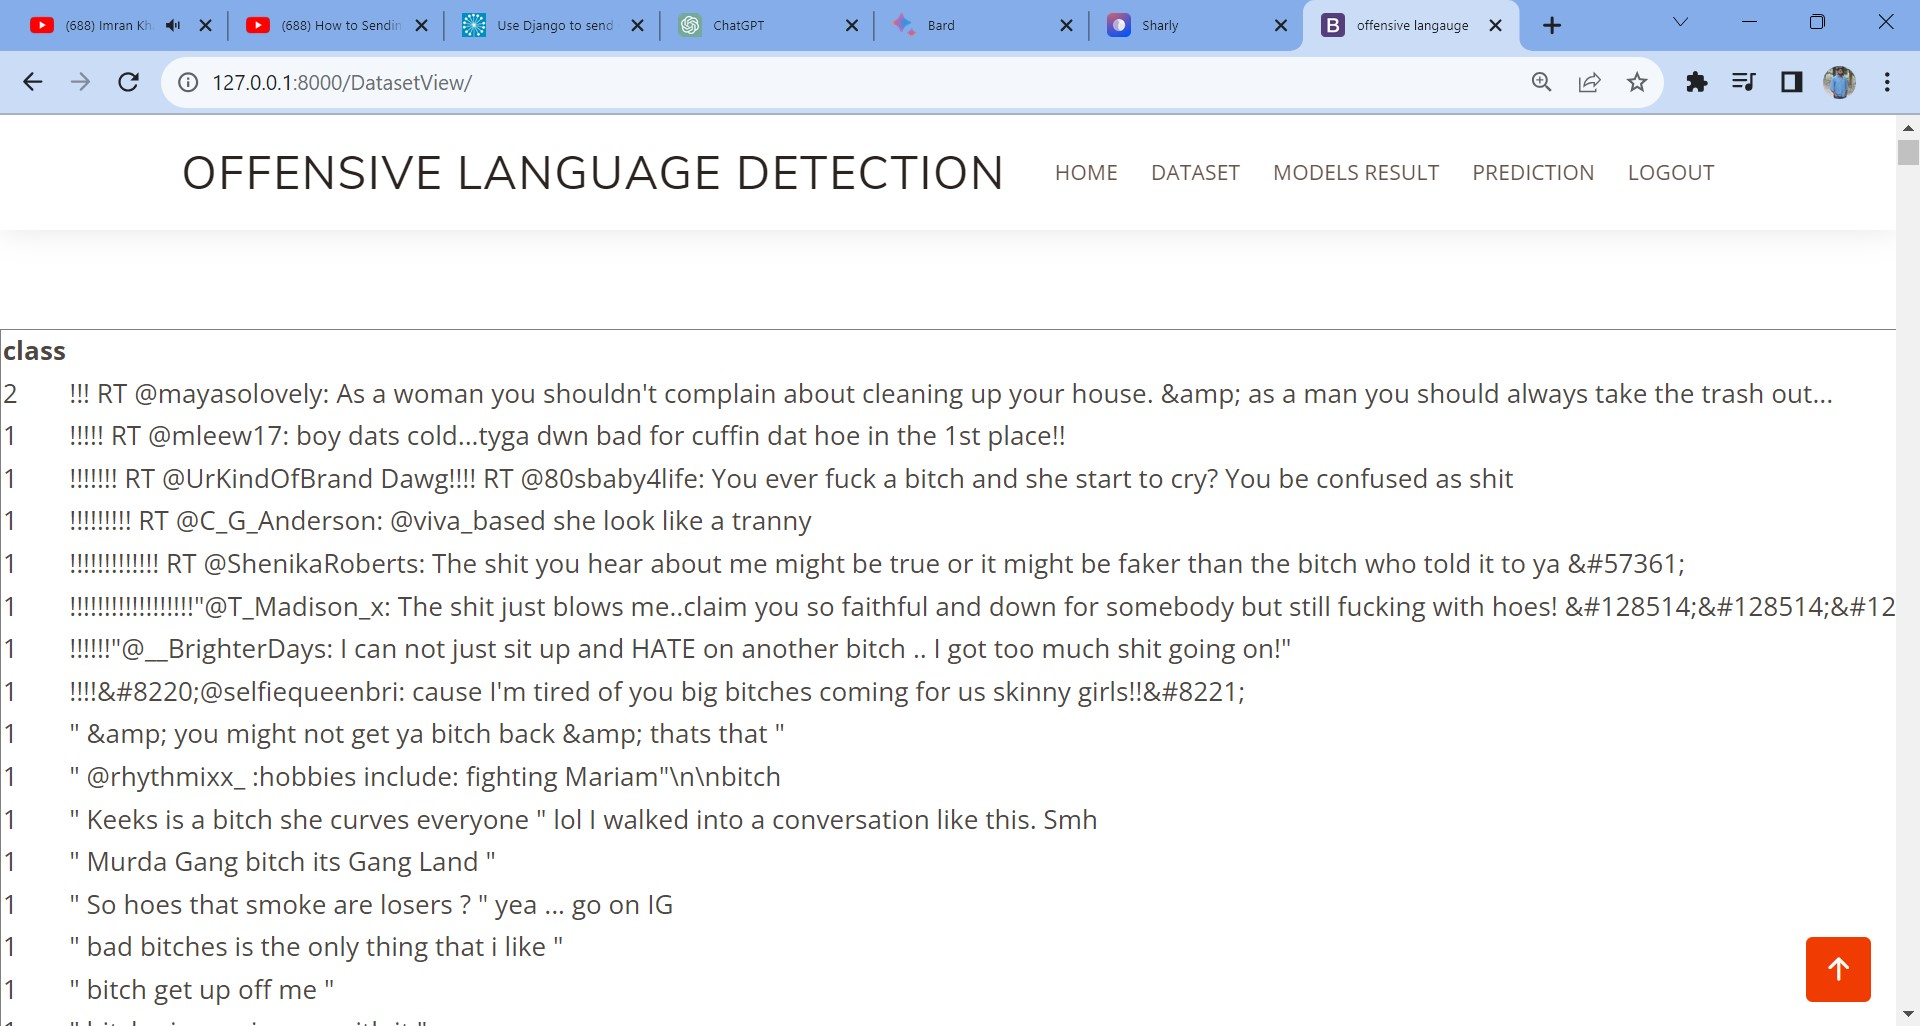 (688) Imran Kh
(688) How to Sendin
Use Django to send
ChatGPT
Bard
Sharly
offensive langauge
127.0.0.1:8000/DatasetView/
OFFENSIVE LANGUAGE DETECTION
HOME
DATASET
MODELS RESULT
PREDICTION
LOGOUT
class
2 !!! RT @mayasolovely: As a woman you shouldn't complain about cleaning up your house. &amp; as a man you should always take the trash out...
1 !!!!! RT @mleew17: boy dats cold...tyga dwn bad for cuffin dat hoe in the 1st place!!
1 !!!!!!! RT @UrKindOfBrand Dawg!!!! RT @80sbaby4life: You ever fuck a bitch and she start to cry? You be confused as shit
1 !!!!!!!!! RT @C_G_Anderson: @viva_based she look like a tranny
1 !!!!!!!!!!!!! RT @ShenikaRoberts: The shit you hear about me might be true or it might be faker than the bitch who told it to ya &#57361;
1 !!!!!!!!!!!!!!!!!!"@T_Madison_x: The shit just blows me..claim you so faithful and down for somebody but still fucking with hoes! &#128514;&#128514;&#12
1 !!!!!!"@__BrighterDays: I can not just sit up and HATE on another bitch .. I got too much shit going on!"
1 !!!!&#8220;@selfiequeenbri: cause I'm tired of you big bitches coming for us skinny girls!!&#8221;
1 " &amp; you might not get ya bitch back &amp; thats that "
1 " @rhythmixx_ :hobbies include: fighting Mariam"\n\nbitch
1 " Keeks is a bitch she curves everyone " lol I walked into a conversation like this. Smh
1 " Murda Gang bitch its Gang Land "
1 " So hoes that smoke are losers ? " yea ... go on IG
1 " bad bitches is the only thing that i like "
1 " bitch get up off me "